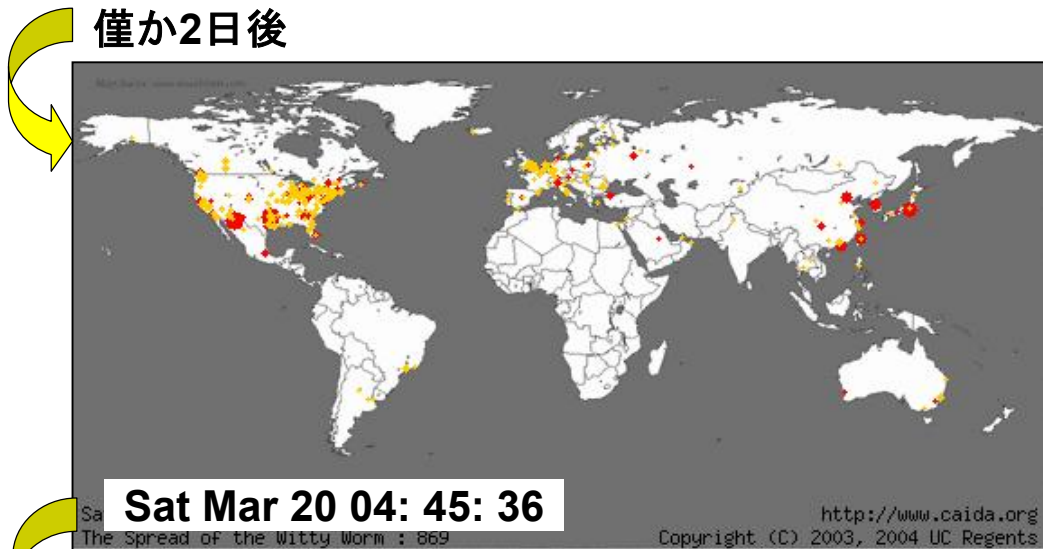 僅か2日後
Sat Mar 20 04: 45: 36
Sa
http://www.caida.org
The Spread of the Witty Worm : 869
Copyright (C) 2003, 2004 UC Regents